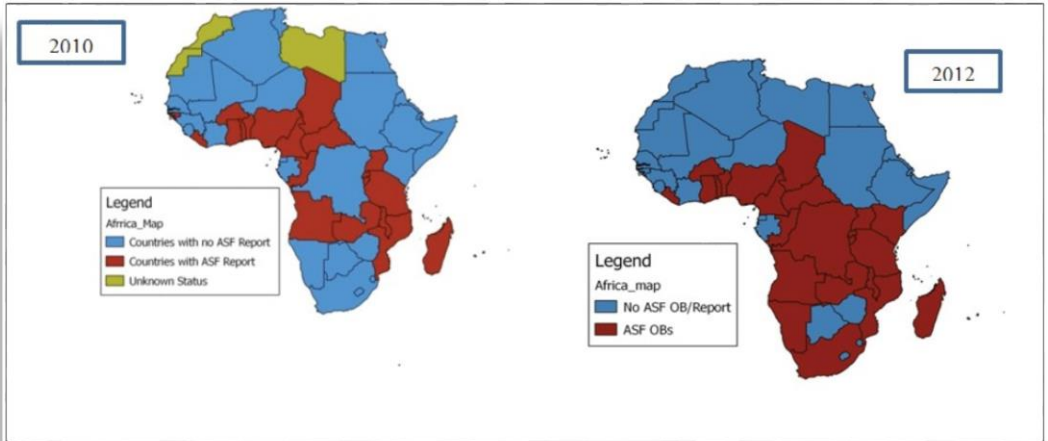 2010
Legend
Afrrica_Map
Countries with no ASF Report
Countries with ASF Report
Unknown Status
2012
Legend
Africa_map
No ASF OB/Report
ASF OBs